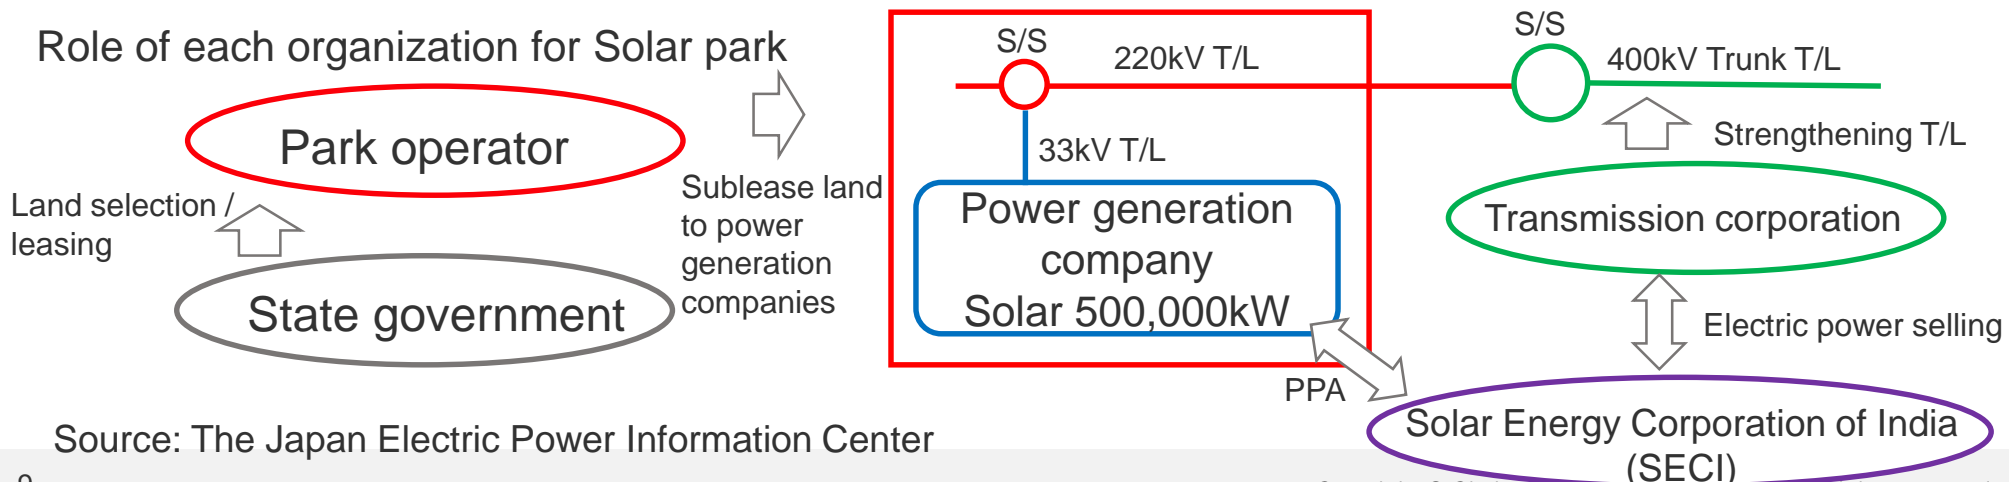 Role of each organization for Solar park
Park operator
Land selection /
leasing
State government
Sublease land
to power
generation
companies
S/S
220kV T/L
33kV T/L
Power generation
company
Solar 500,000kW
PPA
S/S
400kV Trunk T/L
Strengthening T/L
Transmission corporation
Electric power selling
Solar Energy Corporation of India
(SECI)
Source: The Japan Electric Power Information Center